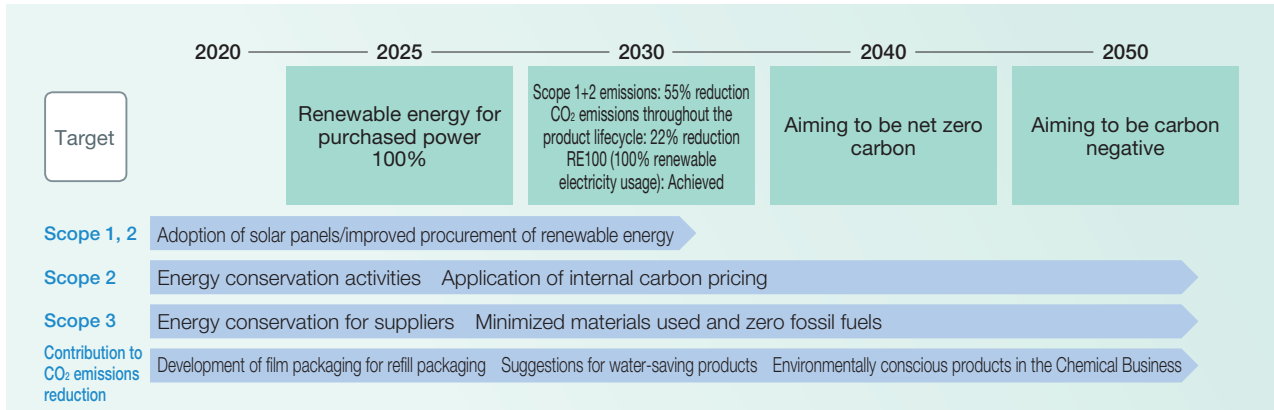 2020 2025 2030 2040 2050
Target
Renewable energy for
purchased power
100%
Scope 1+2 emissions: 55% reduction
CO₂ emissions throughout the
product lifecycle: 22% reduction
RE100 (100% renewable
electricity usage): Achieved
Aiming to be net zero
carbon
Aiming to be carbon
negative
Scope 1, 2
Adoption of solar panels/improved procurement of renewable energy
Scope 2
Energy conservation activities Application of internal carbon pricing
Scope 3
Energy conservation for suppliers Minimized materials used and zero fossil fuels
Contribution to
CO₂ emissions
reduction
Development of film packaging for refill packaging Suggestions for water-saving products Environmentally conscious products in the Chemical Business